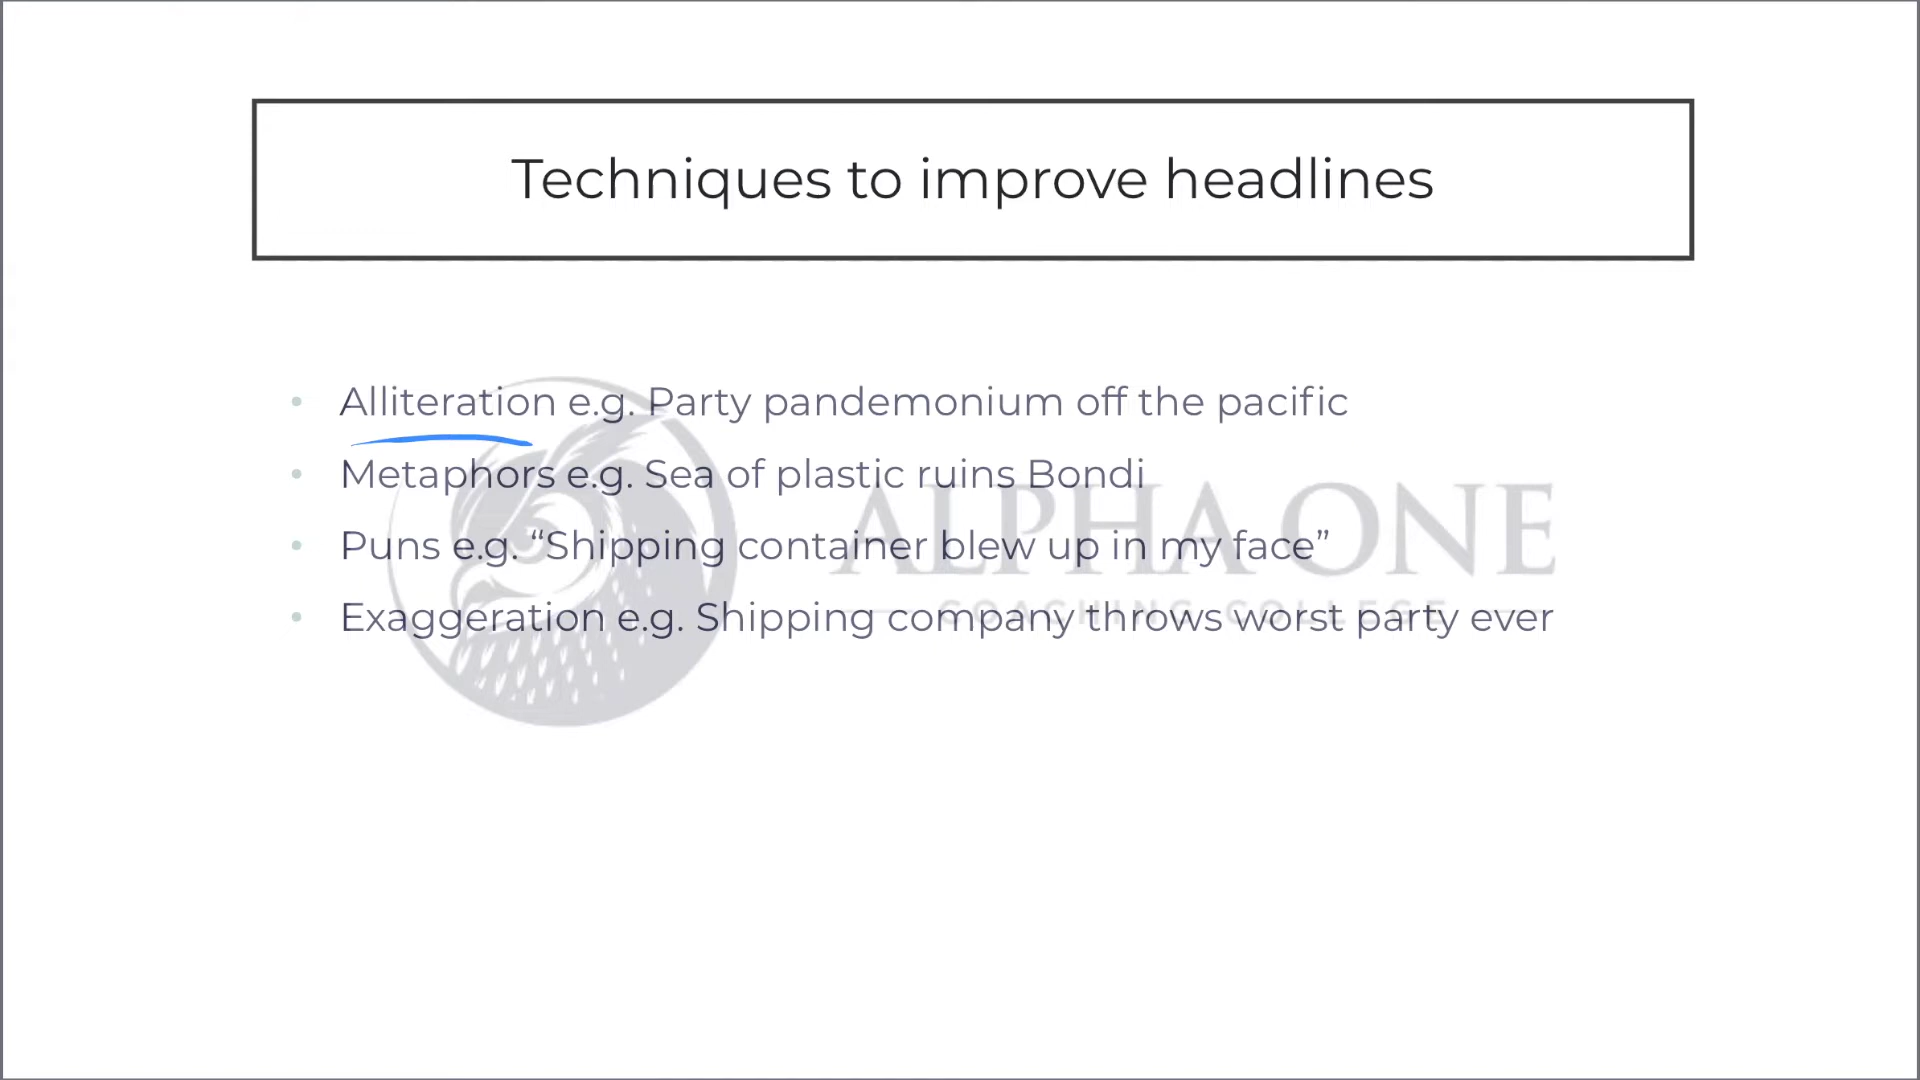 Techniques to improve headlines
• Alliteration e.g. Party pandemonium off the pacific
• Metaphors e.g. Sea of plastic ruins Bondi
• Puns e.g. “Shipping container blew up in my face”
• Exaggeration e.g. Shipping company throws worst party ever
ALPHA ONE
COACHING COLLEGE